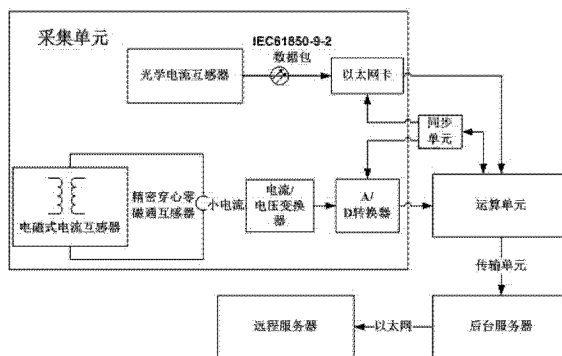 采集单元
IEC61850-9-2
数据包
光学电流互感器
以太网卡
同步
单元
电磁式电流互感器
精密穿心零
磁通互感器
小电流
电流/
电压变换
器
A/
D转换器
运算单元
传输单元
远程服务器
以太网
后台服务器